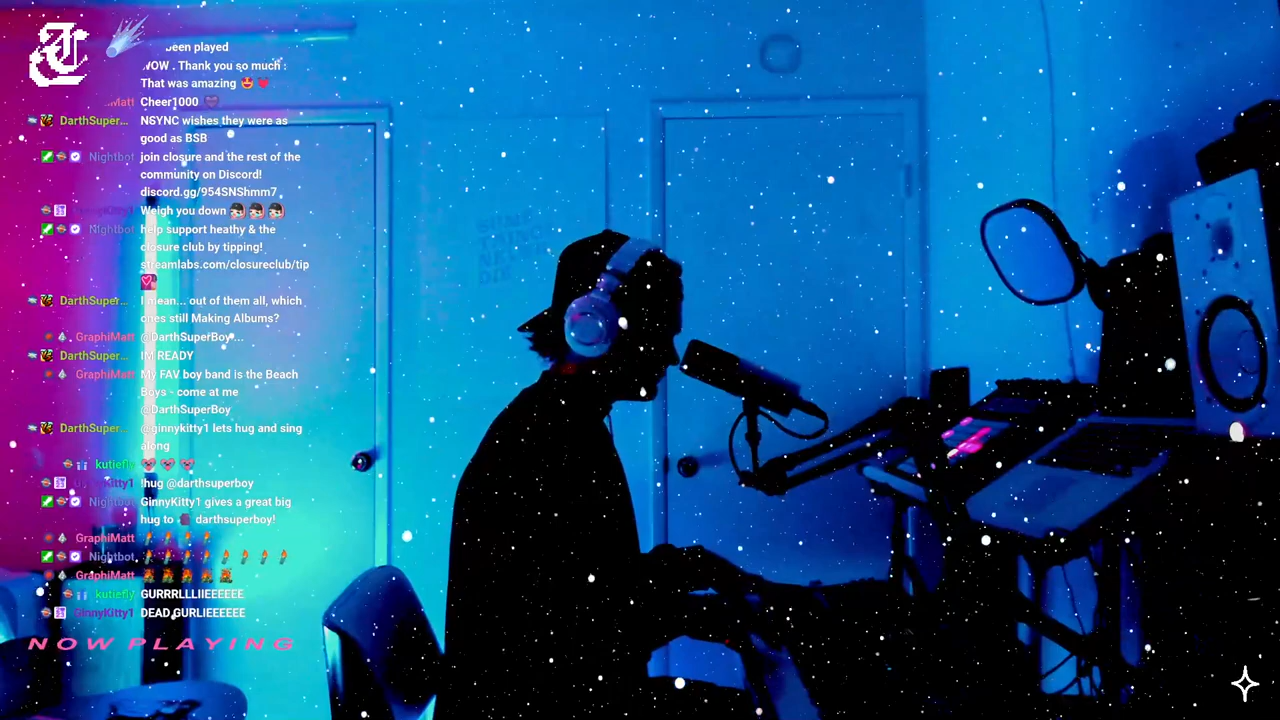 been played
WOW . Thank you so much :
That was amazing
Matt Cheer1000
DarthSuper... NSYNC wishes they were as
good as BSB
Nightbot join closure and the rest of the
community on Discord!
discord.gg/954SNShmm7
Weigh you down
Nightbot help support heathy & the
closure club by tipping!
streamlabs.com/closureclub/tip
DarthSuper... I mean... out of them all, which
ones still Making Albums?
GraphiMatt @DarthSuperBoy...
DarthSuper... IM READY
GraphiMatt My FAV boy band is the Beach
Boys - come at me
@DarthSuperBoy
DarthSuper... @ginnykitty1 lets hug and sing
along
kutiefly
GinnyKitty1 !hug @darthsuperboy
Nightbot GinnyKitty1 gives a great big
hug to darthsuperboy!
GraphiMatt
Nightbot
GraphiMatt
kutiefly GURRRLLLIIEEEEEE
GinnyKitty1 DEAD GURLIEEEEEE
NOW PLAYING